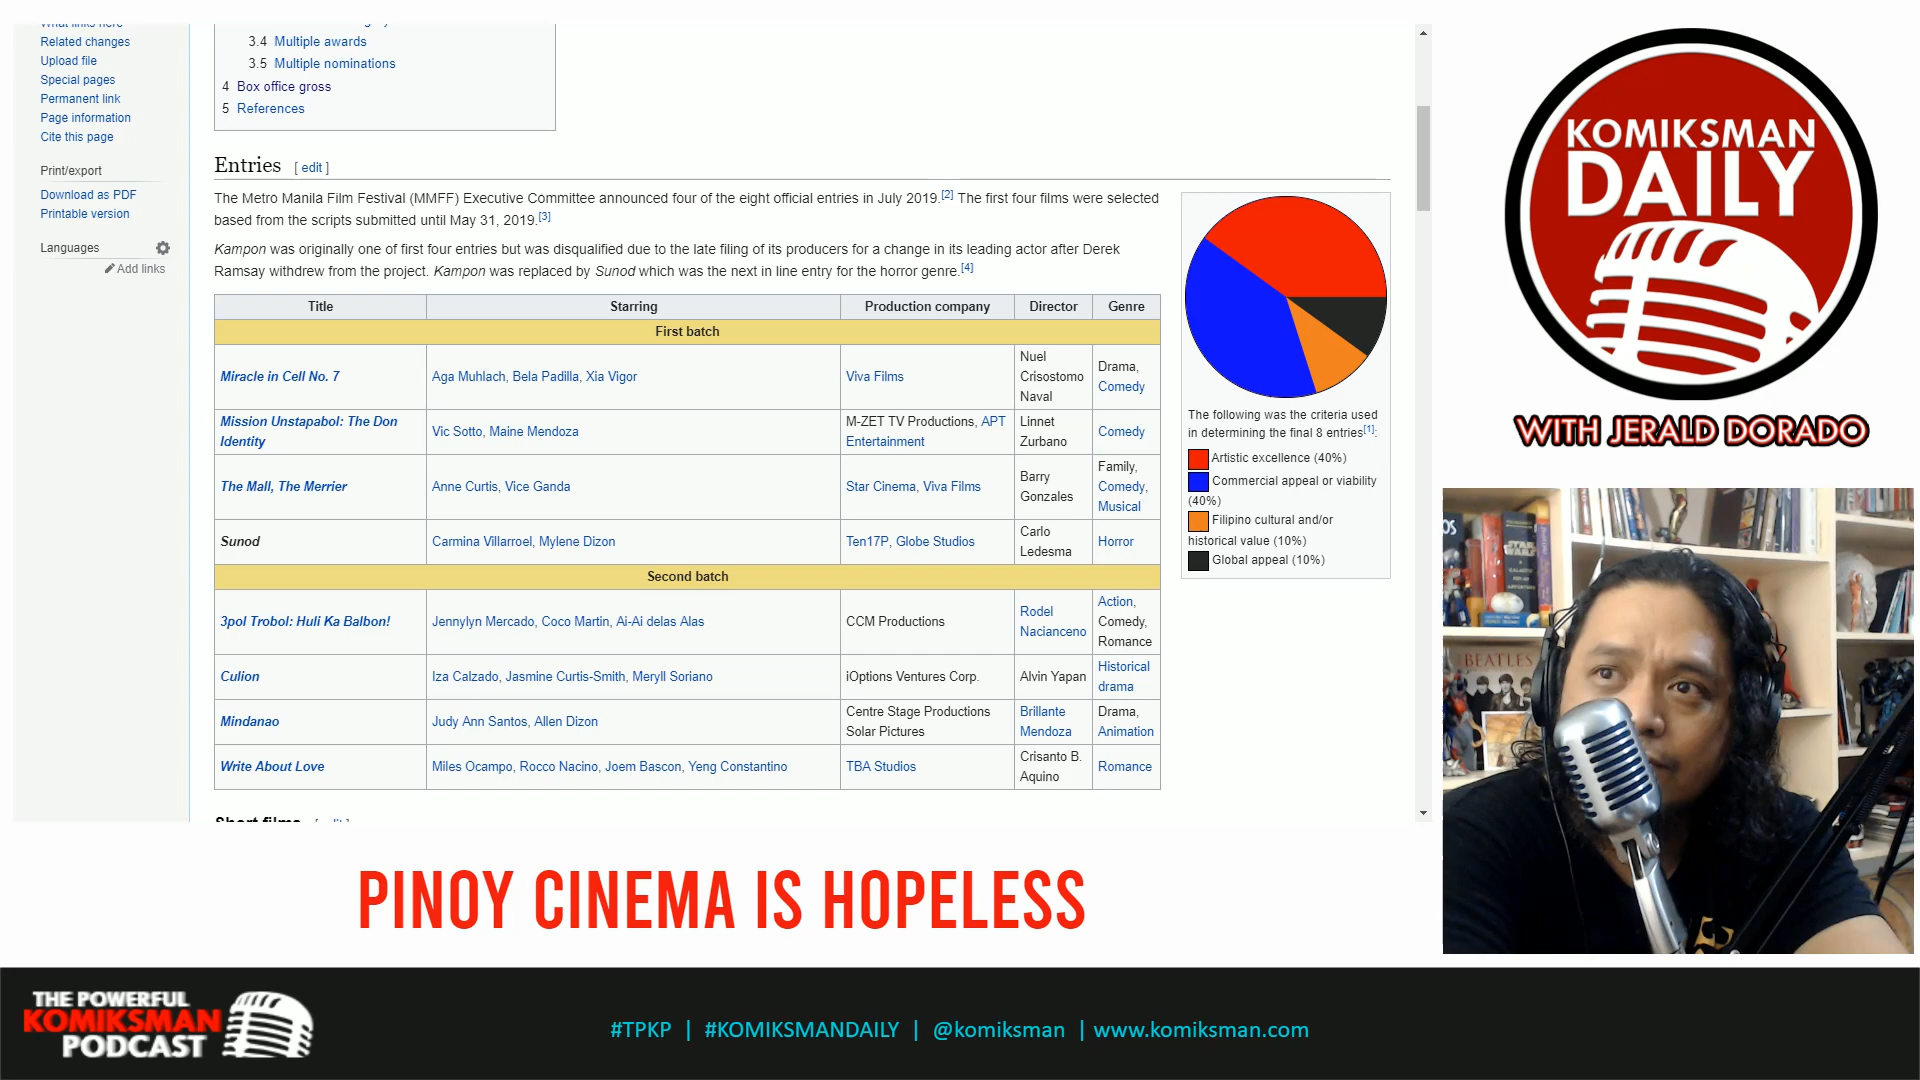 What links here
Related changes
Upload file
Special pages
Permanent link
Page information
Cite this page
Print/export
Download as PDF
Printable version
Languages
Add links
3.4 Multiple awards
3.5 Multiple nominations
4 Box office gross
5 References
Entries [ edit ]
The Metro Manila Film Festival (MMFF) Executive Committee announced four of the eight official entries in July 2019.[2] The first four films were selected
based from the scripts submitted until May 31, 2019.[3]
Kampon was originally one of first four entries but was disqualified due to the late filing of its producers for a change in its leading actor after Derek
Ramsay withdrew from the project. Kampon was replaced by Sunod which was the next in line entry for the horror genre.[4]
Title Starring Production company Director Genre
First batch
Miracle in Cell No. 7
Aga Muhlach, Bela Padilla, Xia Vigor
Viva Films
Nuel
Crisostomo
Naval
Drama,
Comedy
Mission Unstapabol: The Don
Identity
Vic Sotto, Maine Mendoza
M-ZET TV Productions, APT
Entertainment
Linnet
Zurbano
Comedy
The Mall, The Merrier
Anne Curtis, Vice Ganda
Star Cinema, Viva Films
Barry
Gonzales
Family,
Comedy,
Musical
Sunod
Carmina Villarroel, Mylene Dizon
Ten17P, Globe Studios
Carlo
Ledesma
Horror
Second batch
3pol Trobol: Huli Ka Balbon!
Jennylyn Mercado, Coco Martin, Ai-Ai delas Alas
CCM Productions
Rodel
Nacianceno
Action,
Comedy,
Romance
Culion
Iza Calzado, Jasmine Curtis-Smith, Meryll Soriano
iOptions Ventures Corp.
Alvin Yapan
Historical
drama
Mindanao
Judy Ann Santos, Allen Dizon
Centre Stage Productions
Solar Pictures
Brillante
Mendoza
Drama,
Animation
Write About Love
Miles Ocampo, Rocco Nacino, Joem Bascon, Yeng Constantino
TBA Studios
Crisanto B.
Aquino
Romance
Short films [ edit ]
The following was the criteria used
in determining the final 8 entries[1]:
Artistic excellence (40%)
Commercial appeal or viability
(40%)
Filipino cultural and/or
historical value (10%)
Global appeal (10%)
KOMIKSMAN
DAILY
WITH JERALD DORADO
STAR
WARS
BEATLES
PINOY CINEMA IS HOPELESS
THE POWERFUL
KOMIKSMAN
PODCAST
#TPKP | #KOMIKSMANDAILY | @komiksman | www.komiksman.com